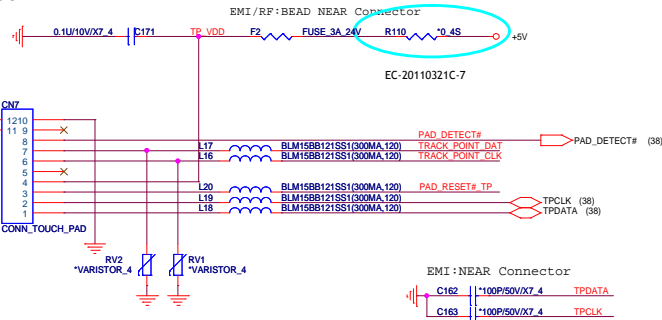 EMI/RF:BEAD NEAR Connector
0.1U/10V/X7_4 C171 TP_VDD F2 FUSE_3A_24V R110 *0_4S +5V
EC-20110321C-7
CN7
12 10
11 9
8 PAD_DETECT# PAD_DETECT# (38)
7 L17 BLM15BB121SS1(300MA,120) TRACK_POINT_DAT
6 L16 BLM15BB121SS1(300MA,120) TRACK_POINT_CLK
5
4
3 L20 BLM15BB121SS1(300MA,120) PAD_RESET#_TP
2 L19 BLM15BB121SS1(300MA,120) TPCLK (38)
1 L18 BLM15BB121SS1(300MA,120) TPDATA (38)
CONN_TOUCH_PAD
RV2 RV1
*VARISTOR_4 *VARISTOR_4
EMI:NEAR Connector
C162 *100P/50V/X7_4 TPDATA
C163 *100P/50V/X7_4 TPCLK